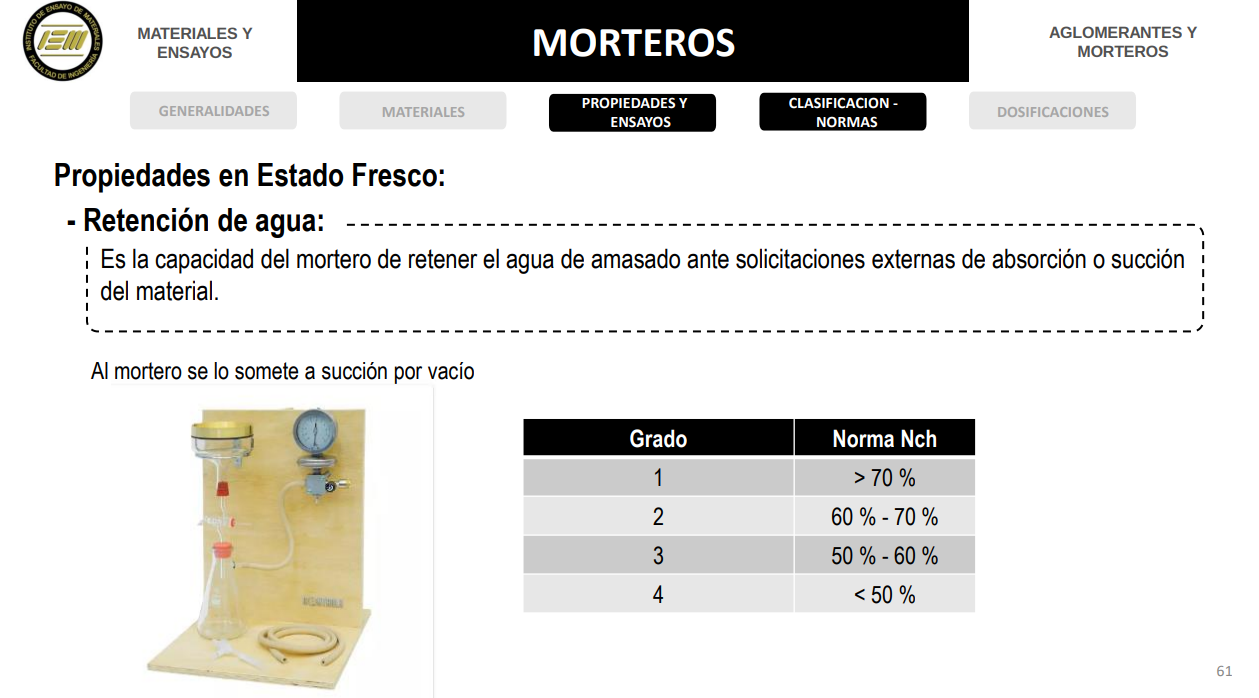 INSTITUTO DE ENSAYO DE MATERIALES
IEM
FACULTAD DE INGENIERÍA
MATERIALES Y
ENSAYOS
MORTEROS
AGLOMERANTES Y
MORTEROS
GENERALIDADES
MATERIALES
PROPIEDADES Y
ENSAYOS
CLASIFICACION -
NORMAS
DOSIFICACIONES
Propiedades en Estado Fresco:
- Retención de agua:
Es la capacidad del mortero de retener el agua de amasado ante solicitaciones externas de absorción o succión
del material.
Al mortero se lo somete a succión por vacío
Grado Norma Nch
1 > 70 %
2 60 % - 70 %
3 50 % - 60 %
4 < 50 %
61